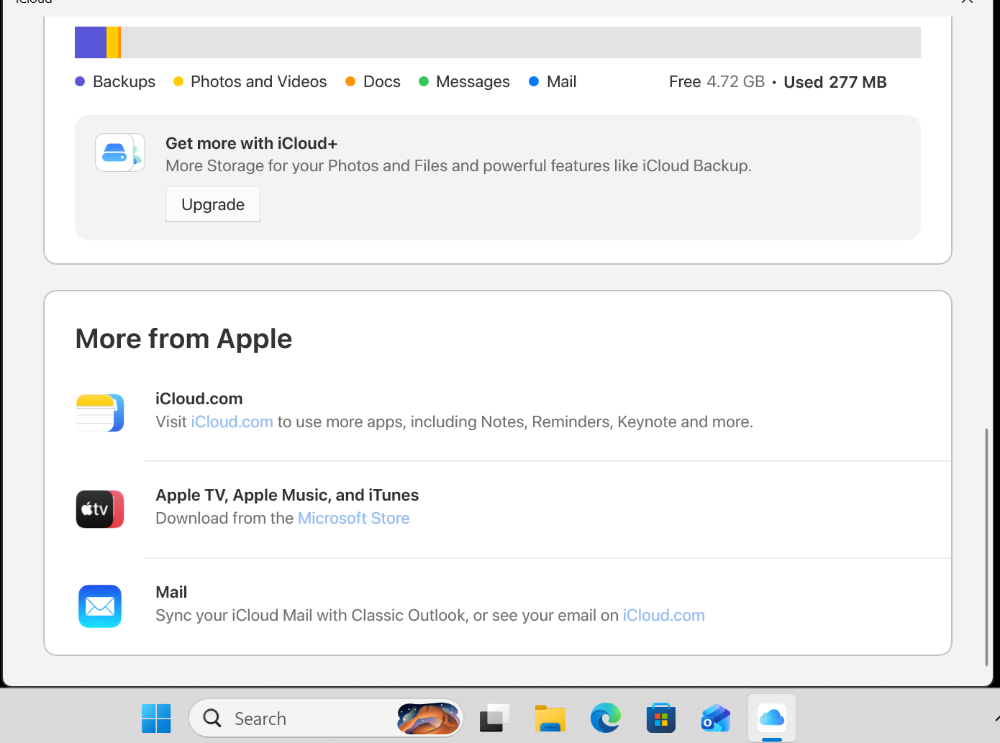 iCloud
Backups Photos and Videos Docs Messages Mail Free 4.72 GB • Used 277 MB
Get more with iCloud+
More Storage for your Photos and Files and powerful features like iCloud Backup.
Upgrade
More from Apple
iCloud.com
Visit iCloud.com to use more apps, including Notes, Reminders, Keynote and more.
tv
Apple TV, Apple Music, and iTunes
Download from the Microsoft Store
Mail
Sync your iCloud Mail with Classic Outlook, or see your email on iCloud.com
Search